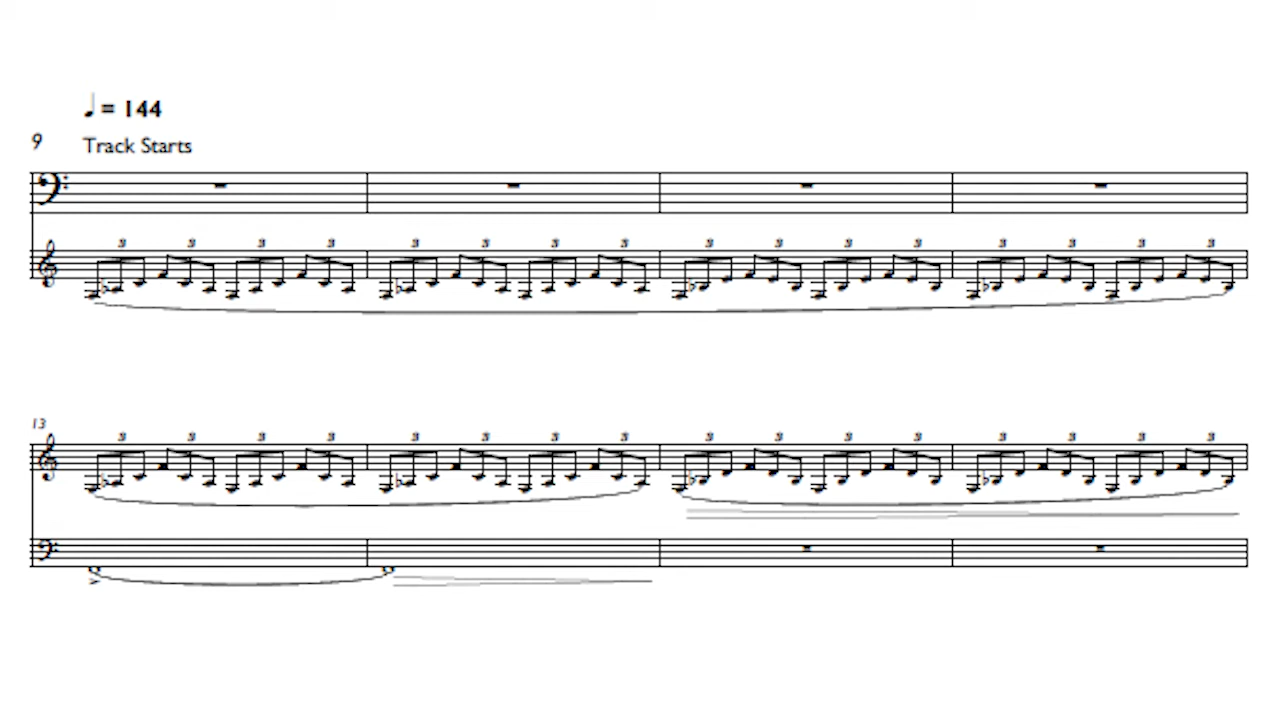 ♩ = 144
9 Track Starts
3 3 3 3 3 3 3 3 3 3 3 3 3 3 3 3
13
3 3 3 3 3 3 3 3 3 3 3 3 3 3 3 3